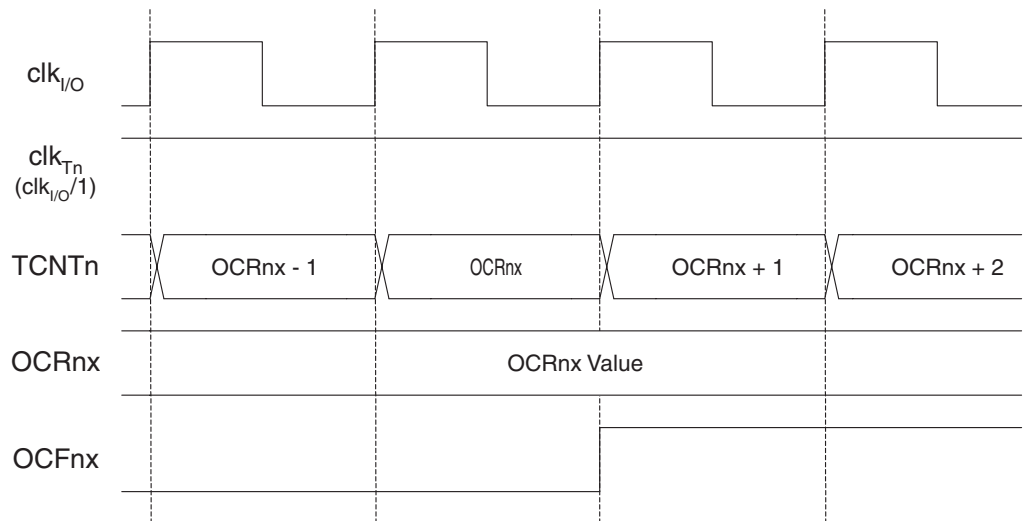 clkI/O
clkTn
(clkI/O/1)
TCNTn OCRnx - 1 OCRnx OCRnx + 1 OCRnx + 2
OCRnx OCRnx Value
OCFnx